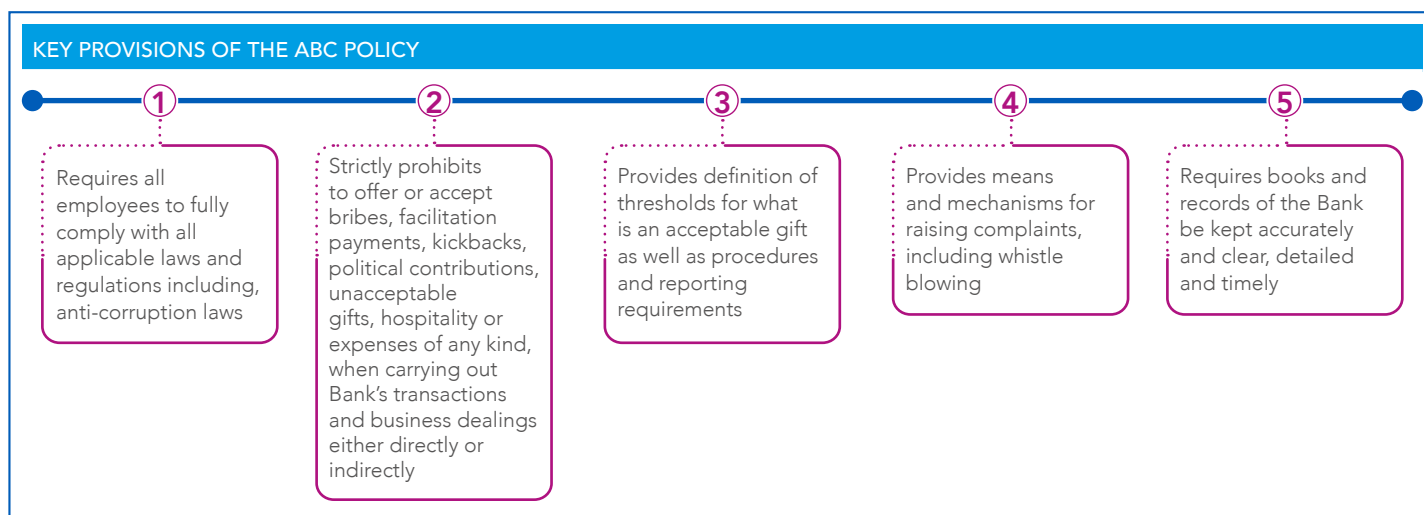 KEY PROVISIONS OF THE ABC POLICY
1
2
3
4
5
Requires all
employees to fully
comply with all
applicable laws and
regulations including,
anti-corruption laws
Strictly prohibits
to offer or accept
bribes, facilitation
payments, kickbacks,
political contributions,
unacceptable
gifts, hospitality or
expenses of any kind,
when carrying out
Bank’s transactions
and business dealings
either directly or
indirectly
Provides definition of
thresholds for what
is an acceptable gift
as well as procedures
and reporting
requirements
Provides means
and mechanisms for
raising complaints,
including whistle
blowing
Requires books and
records of the Bank
be kept accurately
and clear, detailed
and timely